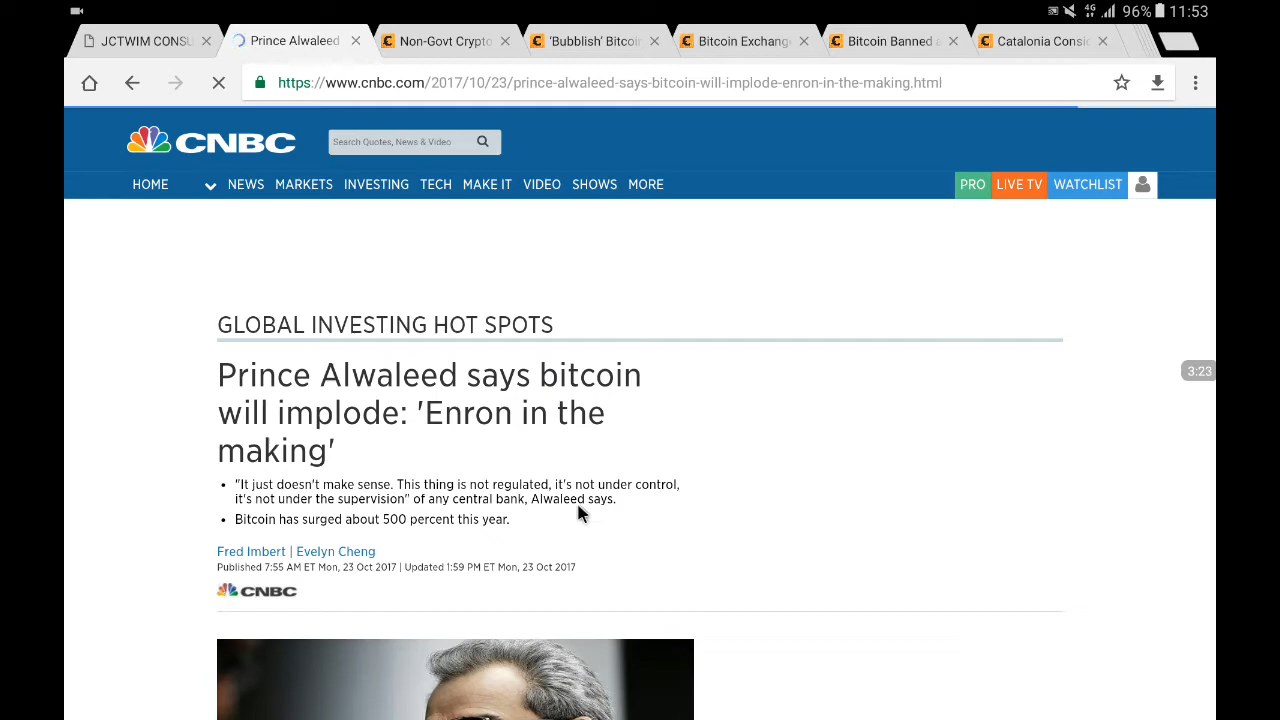 4G 96% 11:53
JCTWIM CONSU Prince Alwaleed Non-Govt Crypto 'Bubblish' Bitcoin Bitcoin Exchang Bitcoin Banned a Catalonia Consi
https://www.cnbc.com/2017/10/23/prince-alwaleed-says-bitcoin-will-implode-enron-in-the-making.html
CNBC Search Quotes, News & Video
HOME NEWS MARKETS INVESTING TECH MAKE IT VIDEO SHOWS MORE PRO LIVE TV WATCHLIST
GLOBAL INVESTING HOT SPOTS
Prince Alwaleed says bitcoin
will implode: 'Enron in the
making'
3:23
• "It just doesn't make sense. This thing is not regulated, it's not under control,
it's not under the supervision" of any central bank, Alwaleed says.
• Bitcoin has surged about 500 percent this year.
Fred Imbert | Evelyn Cheng
Published 7:55 AM ET Mon, 23 Oct 2017 | Updated 1:59 PM ET Mon, 23 Oct 2017
CNBC